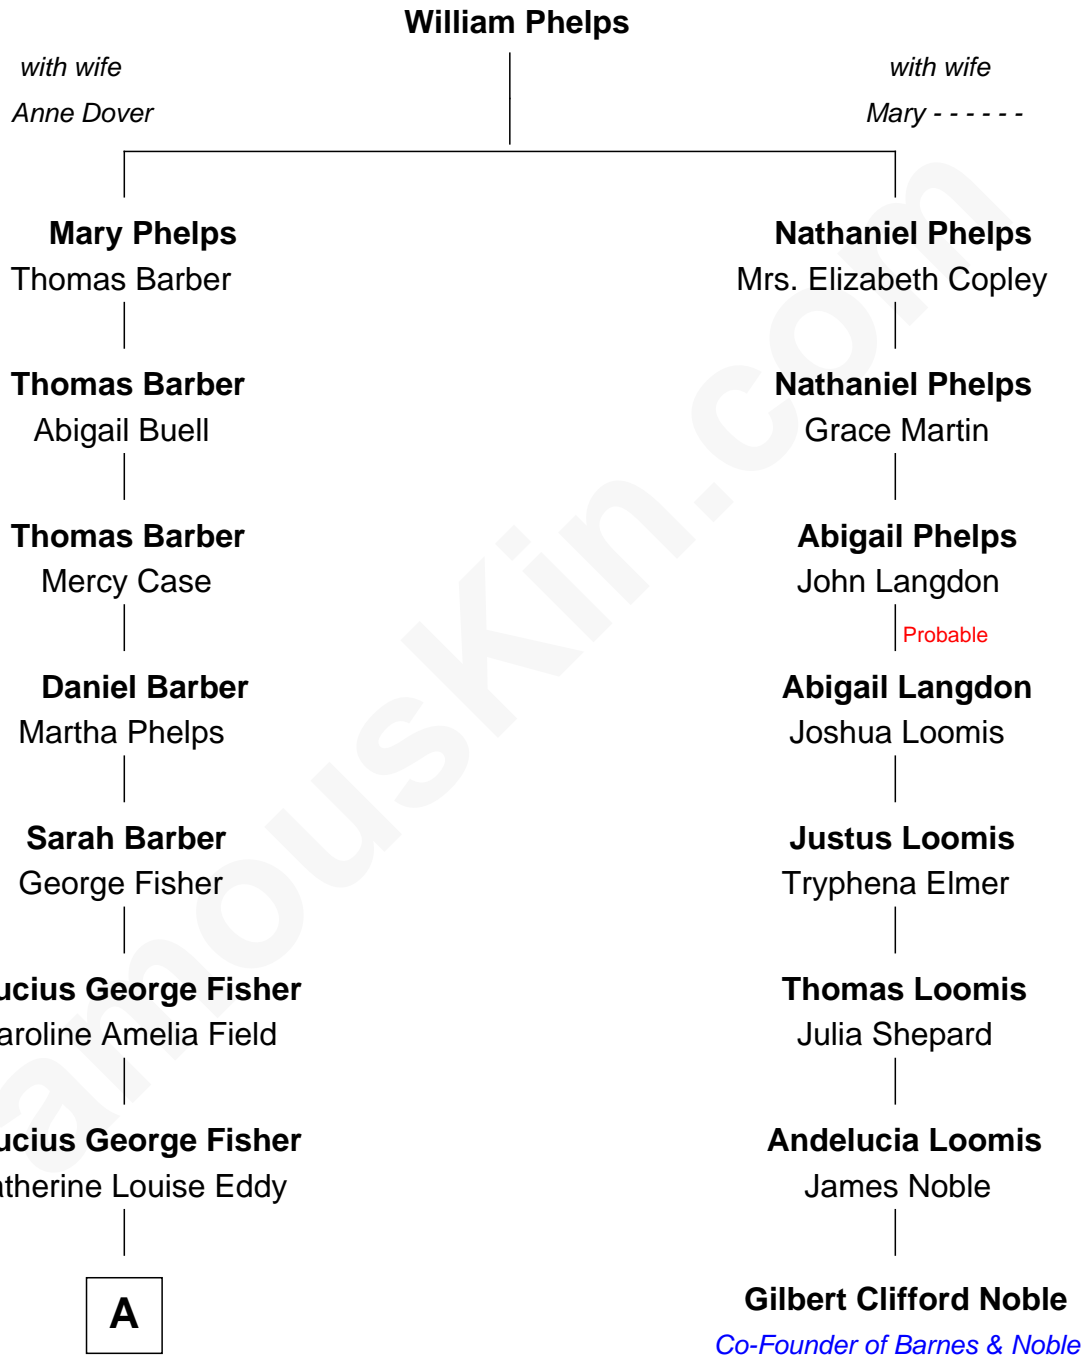 William Phelps
with wife
Anne Dover
with wife
Mary - - - - - -
Mary Phelps
Thomas Barber
Nathaniel Phelps
Mrs. Elizabeth Copley
Thomas Barber
Abigail Buell
Nathaniel Phelps
Grace Martin
Thomas Barber
Mercy Case
Abigail Phelps
John Langdon
Probable
Daniel Barber
Martha Phelps
Abigail Langdon
Joshua Loomis
Sarah Barber
George Fisher
Justus Loomis
Tryphena Elmer
ucius George Fisher
aroline Amelia Field
Thomas Loomis
Julia Shepard
ucius George Fisher
atherine Louise Eddy
Andelucia Loomis
James Noble
A
Gilbert Clifford Noble
Co-Founder of Barnes & Noble
amouskin.com